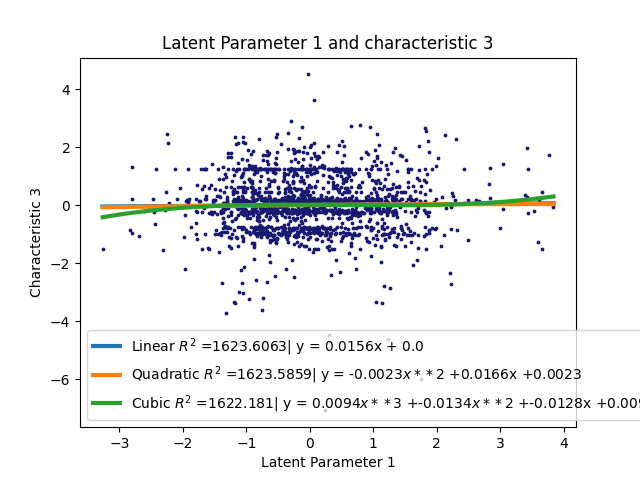 Latent Parameter 1 and characteristic 3
Characteristic 3
4
2
0
−2
−4
−6
Linear R² =1623.6063| y = 0.0156x + 0.0
Quadratic R² =1623.5859| y = -0.0023x∗∗2 +0.0166x +0.0023
Cubic R² =1622.181| y = 0.0094x∗∗3 +-0.0134x∗∗2 +-0.0128x +0.009
−3 −2 −1 0 1 2 3 4
Latent Parameter 1